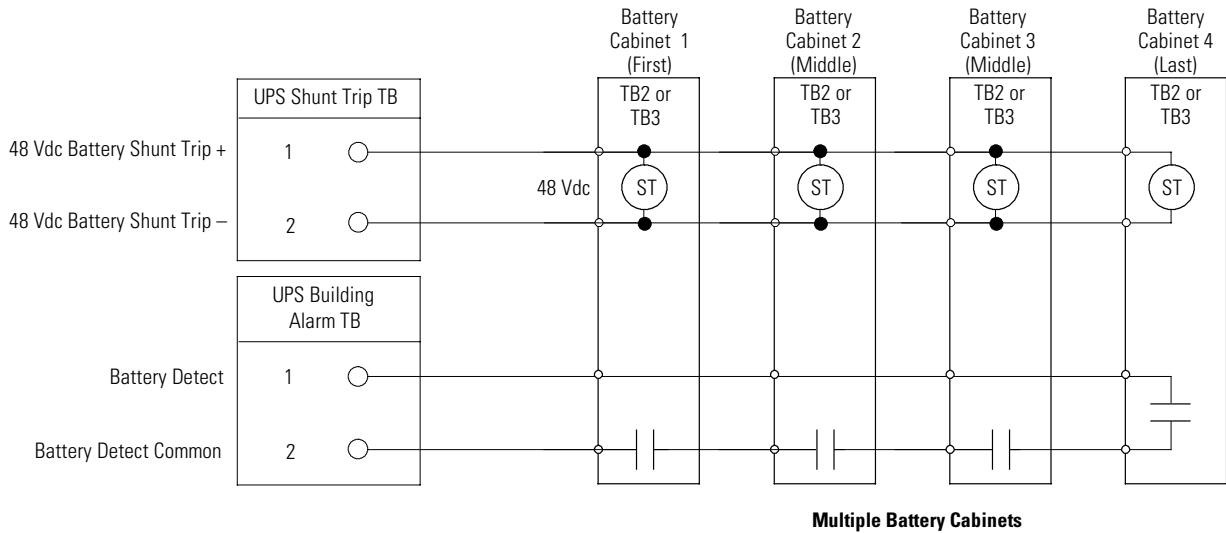 Battery
Cabinet 1
(First)
Battery
Cabinet 2
(Middle)
Battery
Cabinet 3
(Middle)
Battery
Cabinet 4
(Last)
UPS Shunt Trip TB
TB2 or
TB3
TB2 or
TB3
TB2 or
TB3
TB2 or
TB3
48 Vdc Battery Shunt Trip +
1
48 Vdc
ST
ST
ST
ST
48 Vdc Battery Shunt Trip –
2
UPS Building
Alarm TB
Battery Detect
1
Battery Detect Common
2
Multiple Battery Cabinets